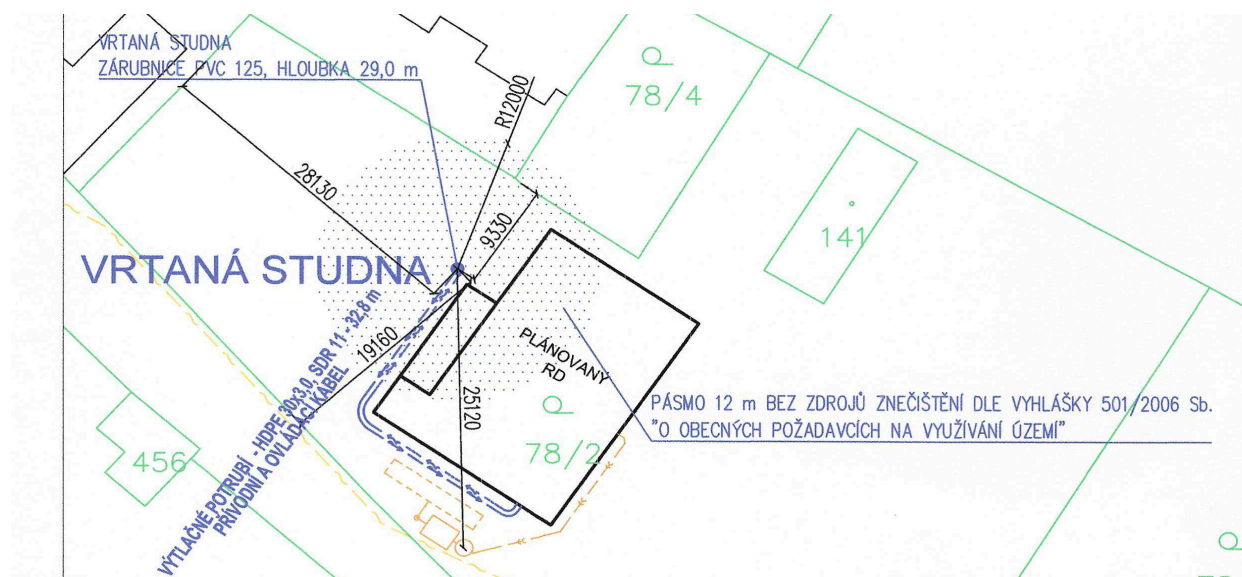 VRTANÁ STUDNA
ZÁRUBNICE PVC 125, HLOUBKA 29,0 m
R12000
78/4
28130
9330
141
VRTANÁ STUDNA
19160
PLÁNOVANÝ
RD
25120
VÝTLAČNÉ POTRUBÍ - HDPE 30x3,0, SDR 11 - 32,8 m
PŘÍVODNÍ A OVLÁDACÍ KABEL
PÁSMO 12 m BEZ ZDROJŮ ZNEČIŠTĚNÍ DLE VYHLÁŠKY 501/2006 Sb.
"O OBECNÝCH POŽADAVCÍCH NA VYUŽÍVÁNÍ ÚZEMÍ"
78/2
456